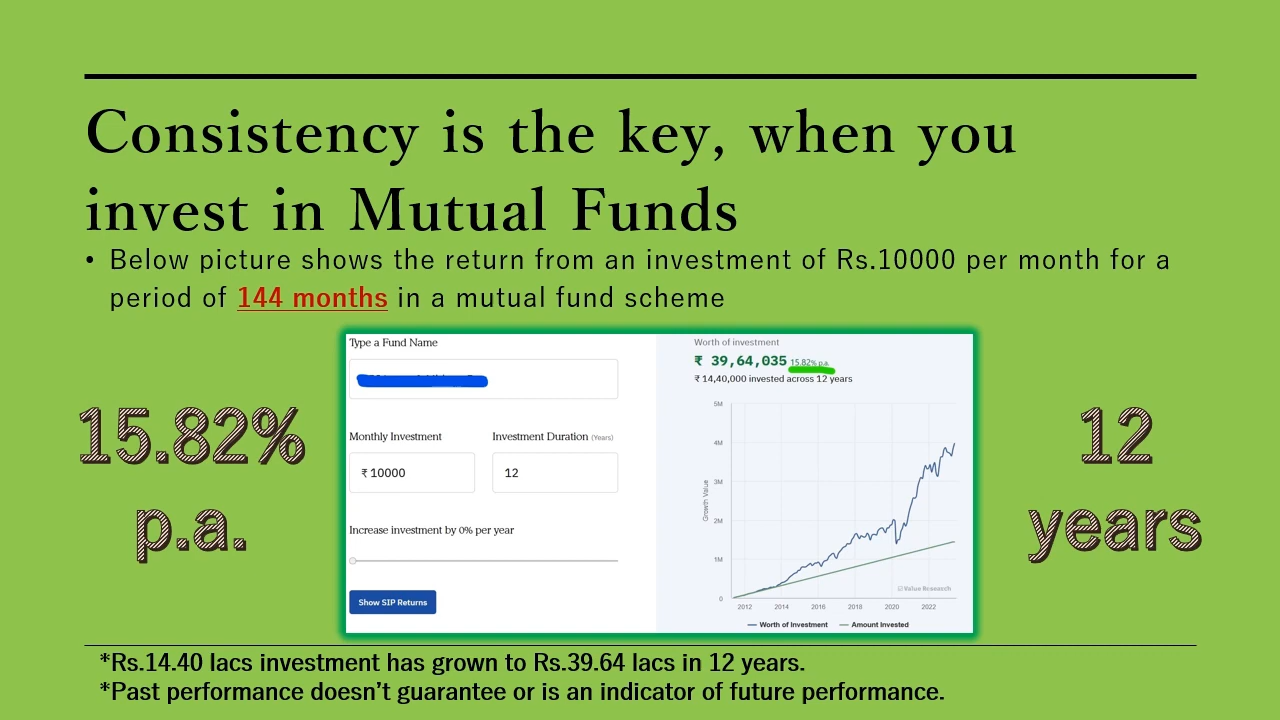 Consistency is the key, when you
invest in Mutual Funds
• Below picture shows the return from an investment of Rs.10000 per month for a
period of 144 months in a mutual fund scheme
15.82%
p.a.
Type a Fund Name
Monthly Investment
Investment Duration (Years)
₹ 10000
12
Increase investment by 0% per year
Show SIP Returns
Worth of investment
₹ 39,64,035 15.82% p.a.
₹ 14,40,000 invested across 12 years
5M
4M
3M
2M
1M
0
Growth Value
2012 2014 2016 2018 2020 2022
Value Research
Worth of Investment Amount Invested
12
years
*Rs.14.40 lacs investment has grown to Rs.39.64 lacs in 12 years.
*Past performance doesn't guarantee or is an indicator of future performance.